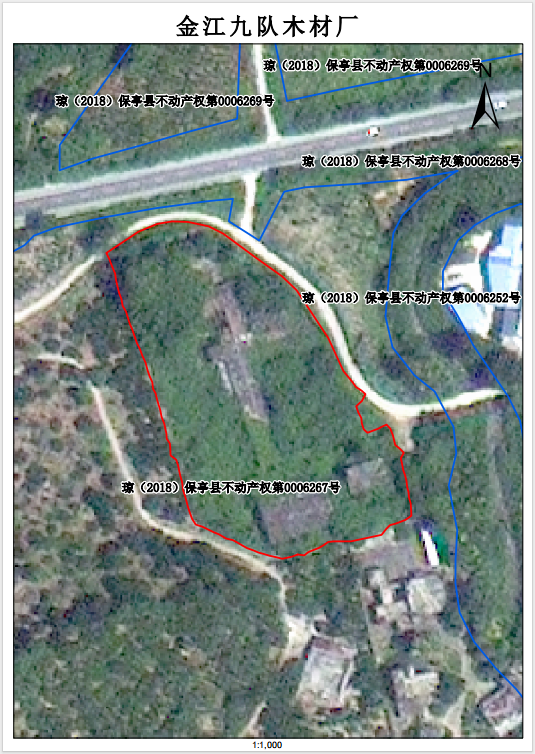 金江九队木材厂
琼（2018）保亭县不动产权第0006269号
N
琼（2018）保亭县不动产权第0006269号
琼（2018）保亭县不动产权第0006268号
琼（2018）保亭县不动产权第0006252号
琼（2018）保亭县不动产权第0006267号
1:1,000